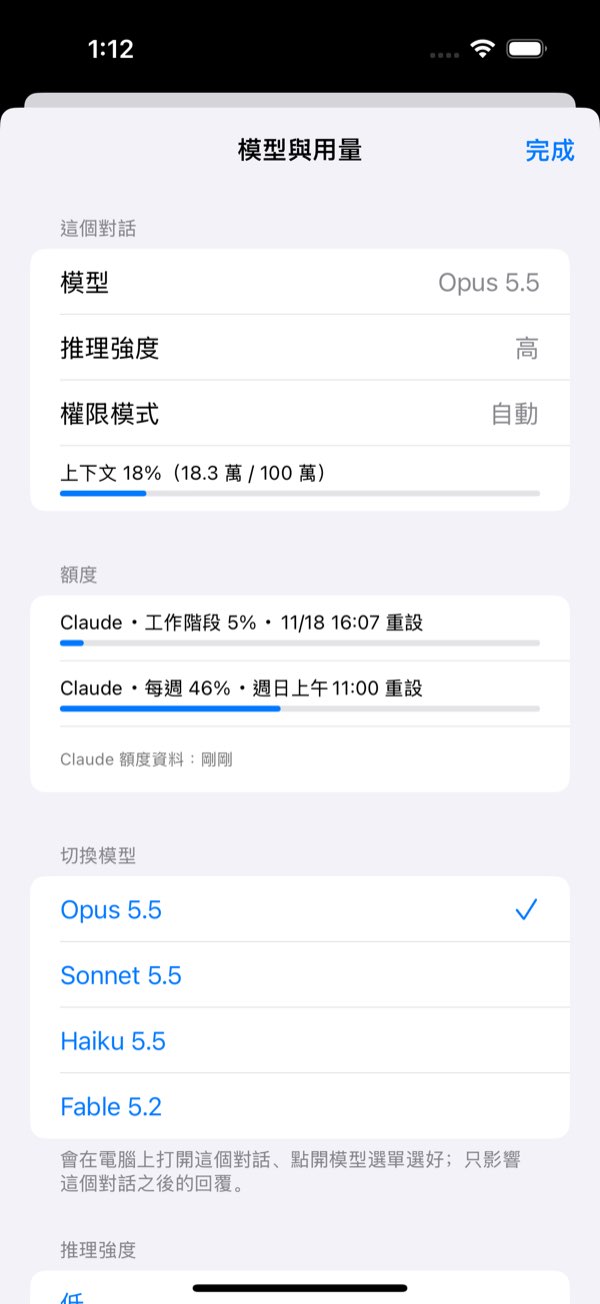 1:12
模型與用量
完成
這個對話
模型
Opus 5.5
推理強度
高
權限模式
自動
上下文 18%（18.3 萬 / 100 萬）
額度
Claude・工作階段 5%・11/18 16:07 重設
Claude・每週 46%・週日上午 11:00 重設
Claude 額度資料：剛剛
切換模型
Opus 5.5
Sonnet 5.5
Haiku 5.5
Fable 5.2
會在電腦上打開這個對話、點開模型選單選好；只影響
這個對話之後的回覆。
推理強度
低